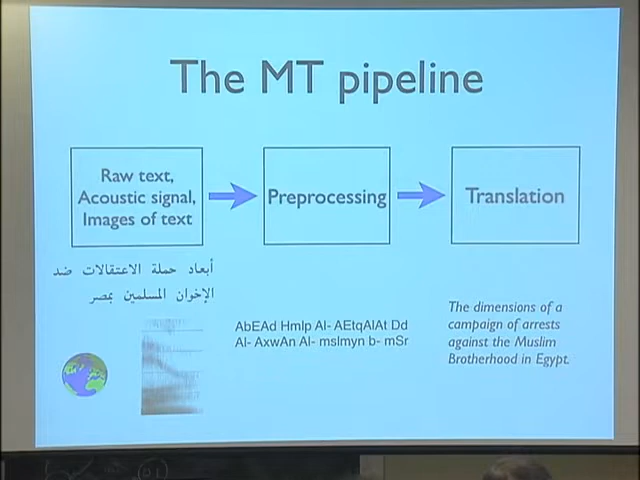 The MT pipeline
Raw text,
Acoustic signal,
Images of text
Preprocessing
Translation
أبعاد حملة الاعتقالات ضد
الإخوان المسلمين بمصر
AbEAd Hmlp Al- AEtqAlAt Dd
Al- AxwAn Al- mslmyn b- mSr
The dimensions of a
campaign of arrests
against the Muslim
Brotherhood in Egypt.